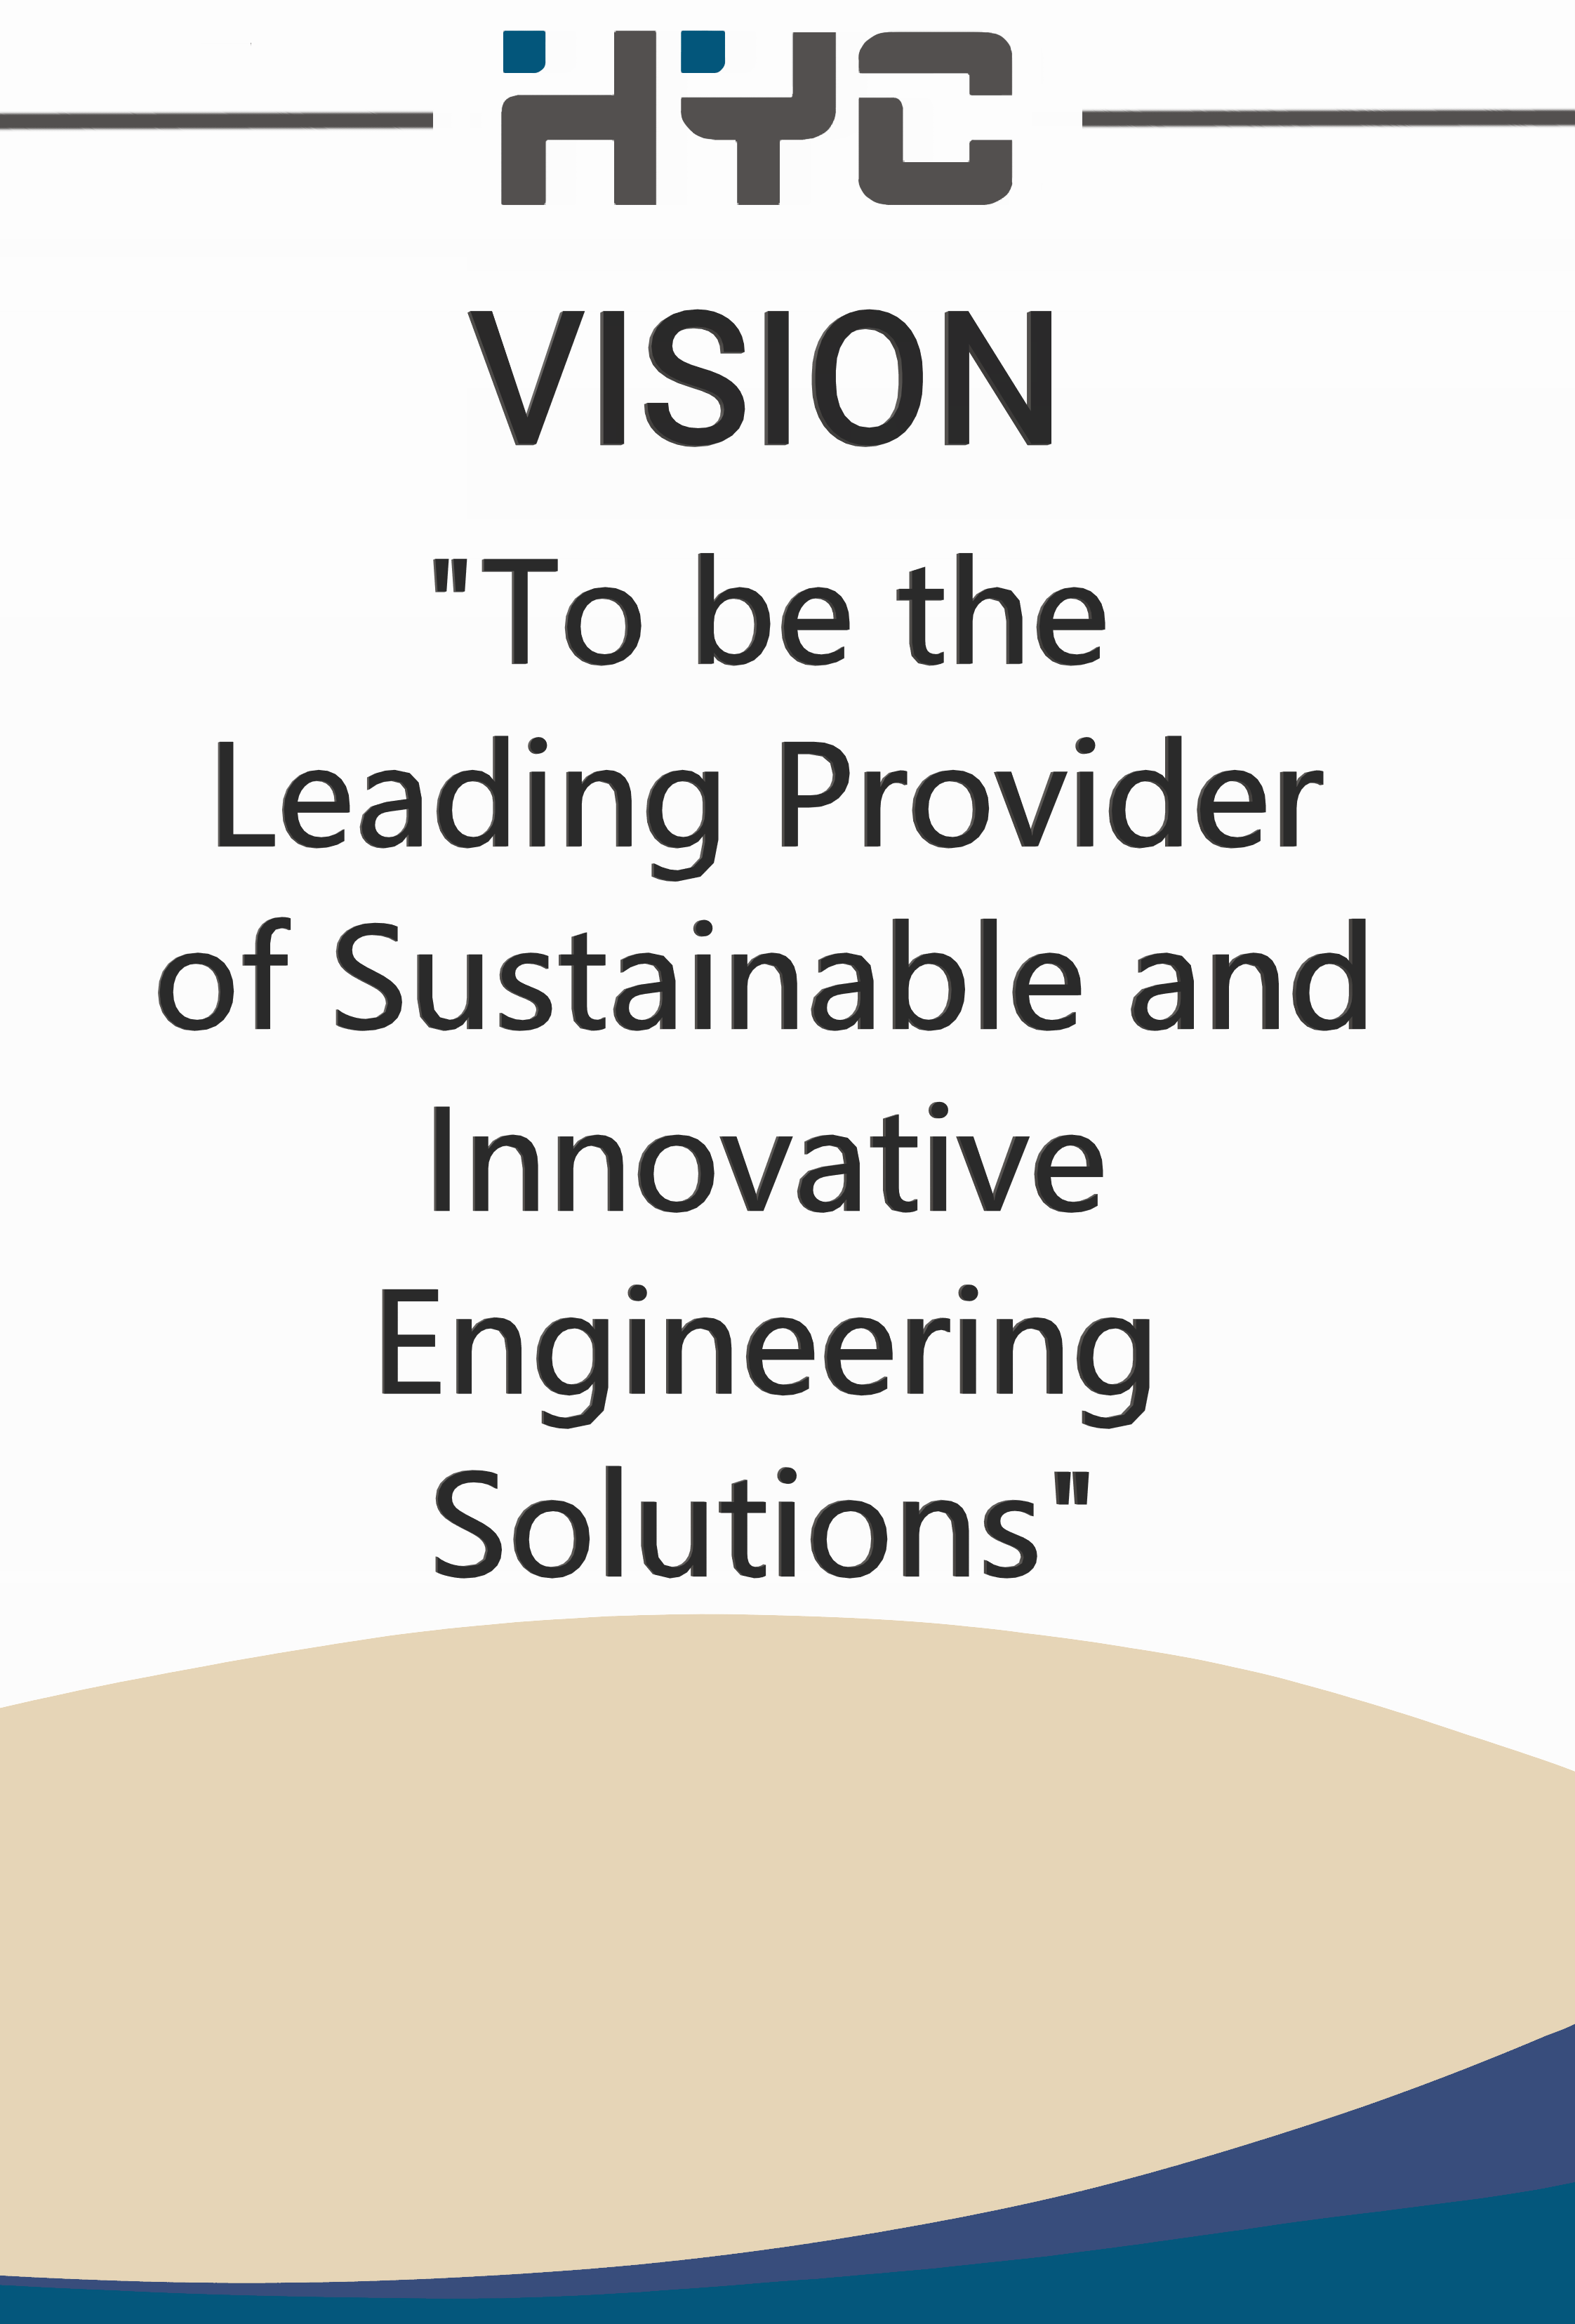 HYC
VISION
"To be the
Leading Provider
of Sustainable and
Innovative
Engineering
Solutions"